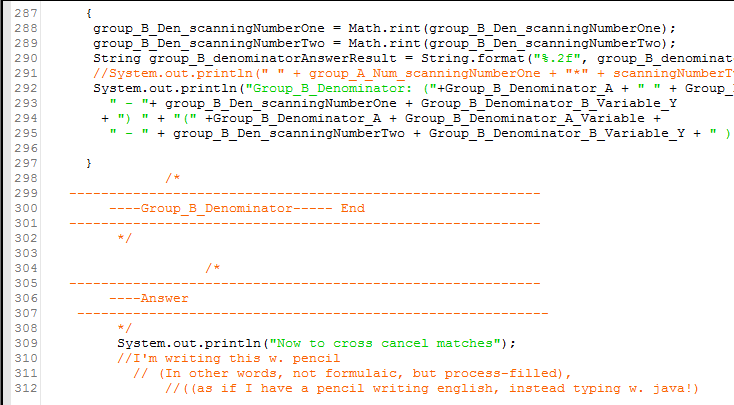 287 {
288 group_B_Den_scanningNumberOne = Math.rint(group_B_Den_scanningNumberOne);
289 group_B_Den_scanningNumberTwo = Math.rint(group_B_Den_scanningNumberTwo);
290 String group_B_denominatorAnswerResult = String.format("%.2f", group_B_denominat
291 //System.out.println(" " + group_A_Num_scanningNumberOne + "*" + scanningNumberT
292 System.out.println("Group_B_Denominator: ("+Group_B_Denominator_A + " " + Group_
293 " - "+ group_B_Den_scanningNumberOne + Group_B_Denominator_B_Variable_Y
294 + ") " + "(" +Group_B_Denominator_A + Group_B_Denominator_A_Variable +
295 " - " + group_B_Den_scanningNumberTwo + Group_B_Denominator_B_Variable_Y + " )
296
297 }
298 /*
299 -----------------------------------------------------------
300 ----Group_B_Denominator----- End
301 -----------------------------------------------------------
302 */
303
304 /*
305 -----------------------------------------------------------
306 ----Answer
307 -----------------------------------------------------------
308 */
309 System.out.println("Now to cross cancel matches");
310 //I'm writing this w. pencil
311 // (In other words, not formulaic, but process-filled),
312 //((as if I have a pencil writing english, instead typing w. java!)